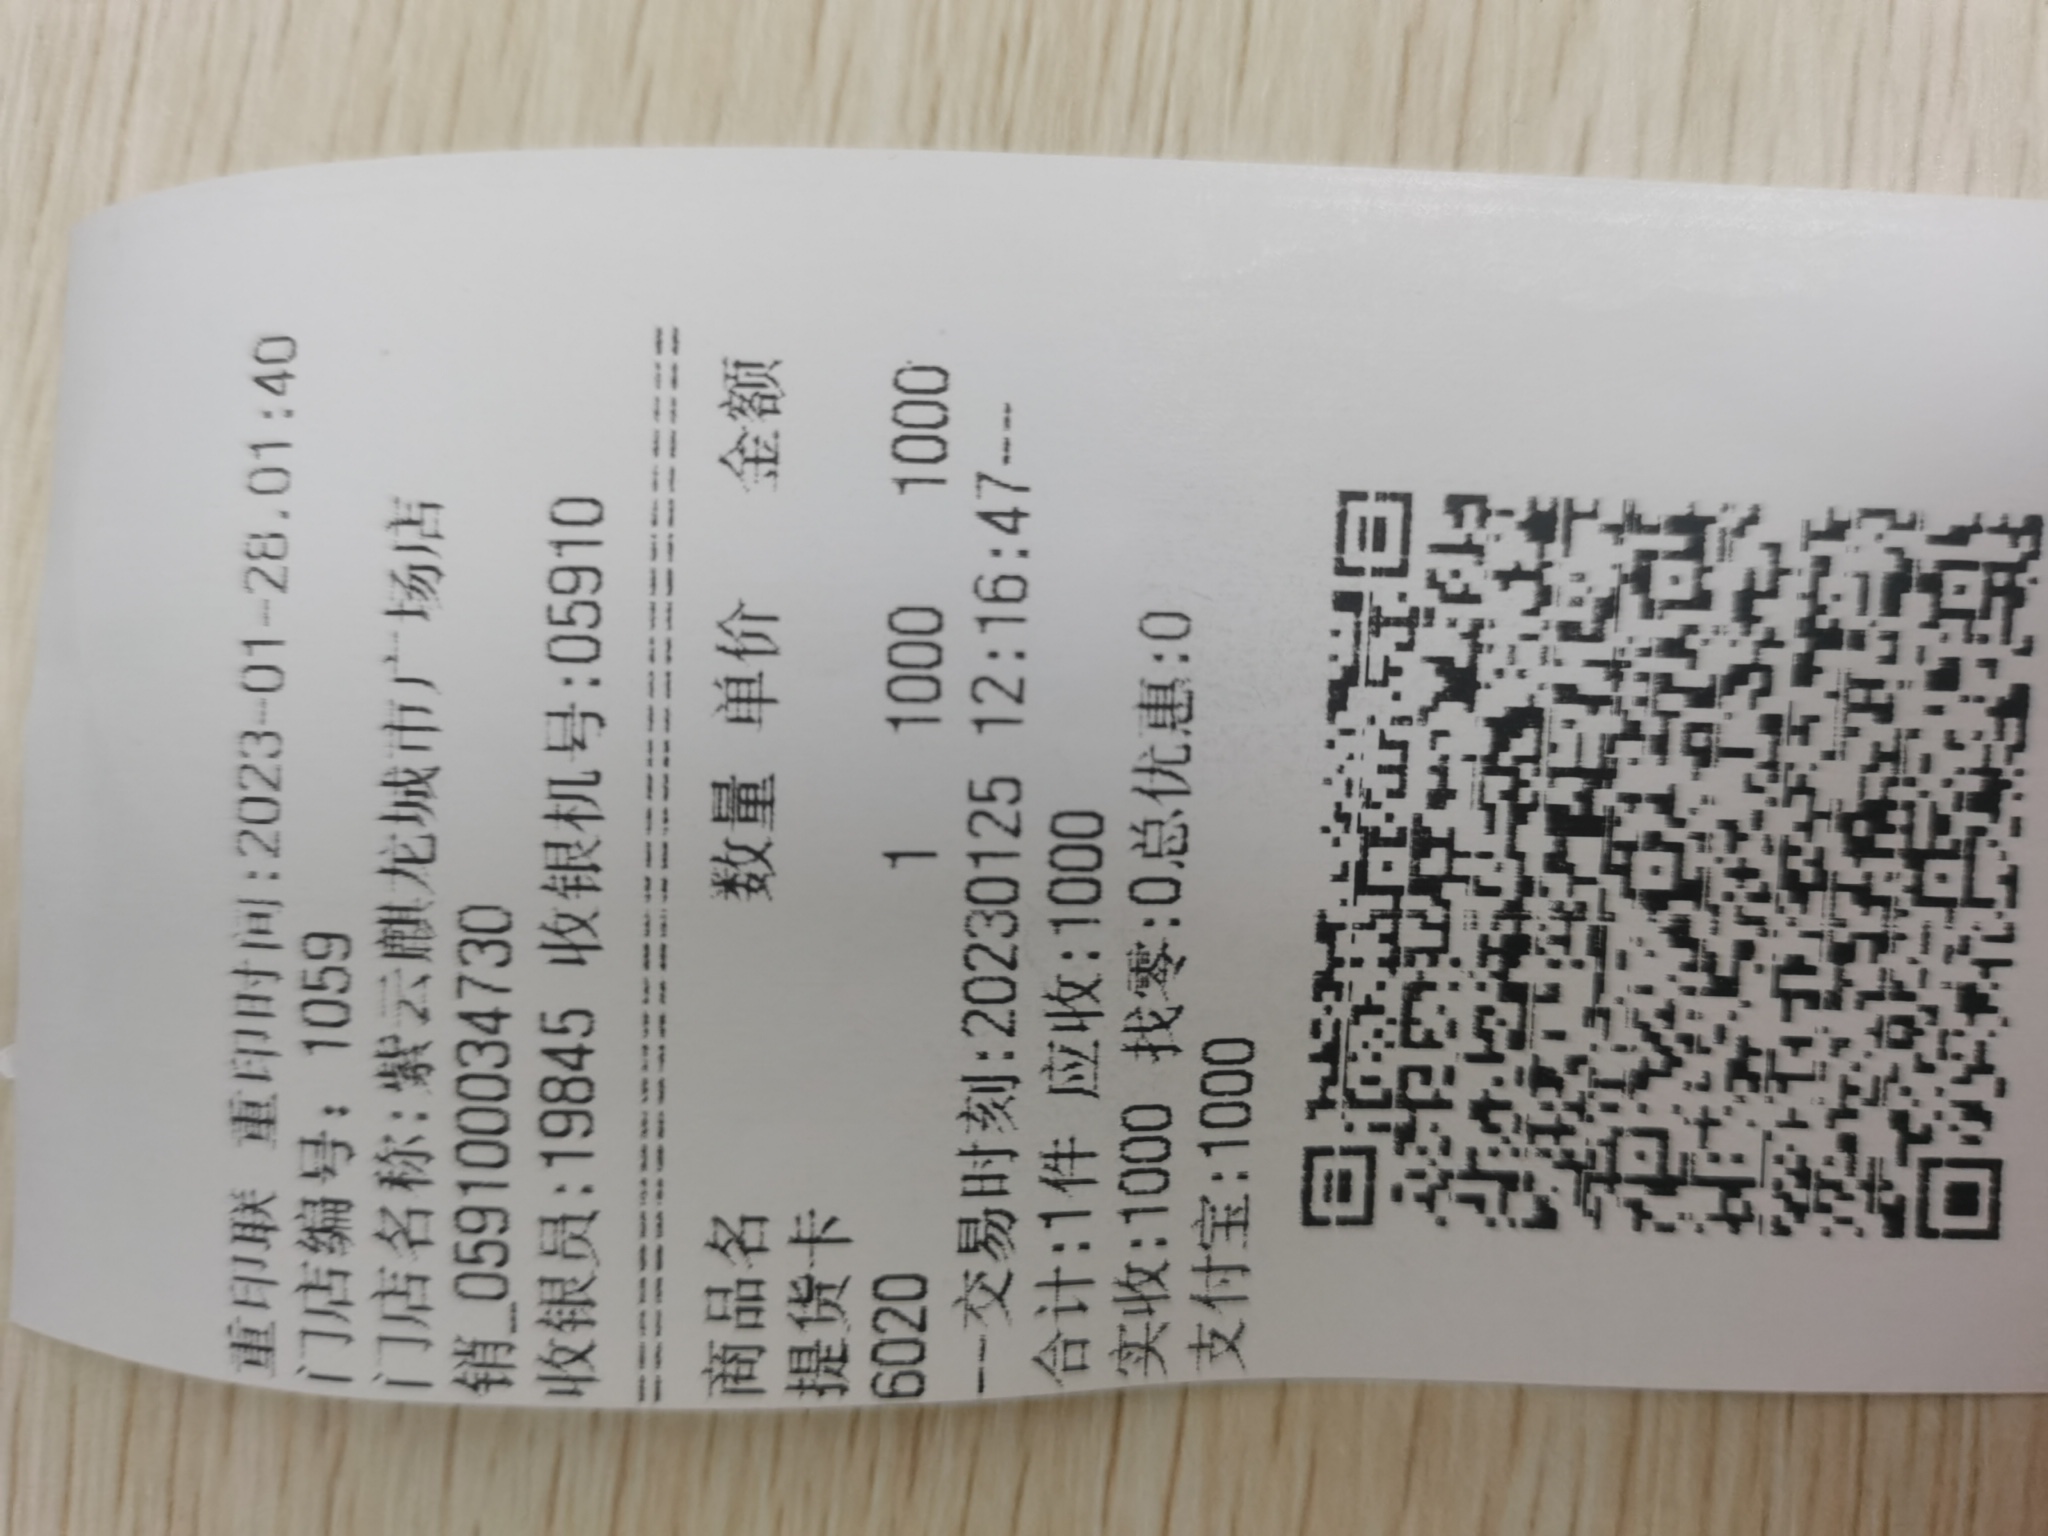 重印联 重印时间:2023-01-28.01:40
门店编号: 1059
门店名称:紫云麒龙城市广场店
销_059100034730
收银员:19845 收银机号:05910
================================
商品名 数量 单价 金额
提货卡
6020 1 1000 1000
---交易时刻:20230125 12:16:47---
合计:1件 应收:1000
实收:1000 找零:0总优惠:0
支付宝:1000